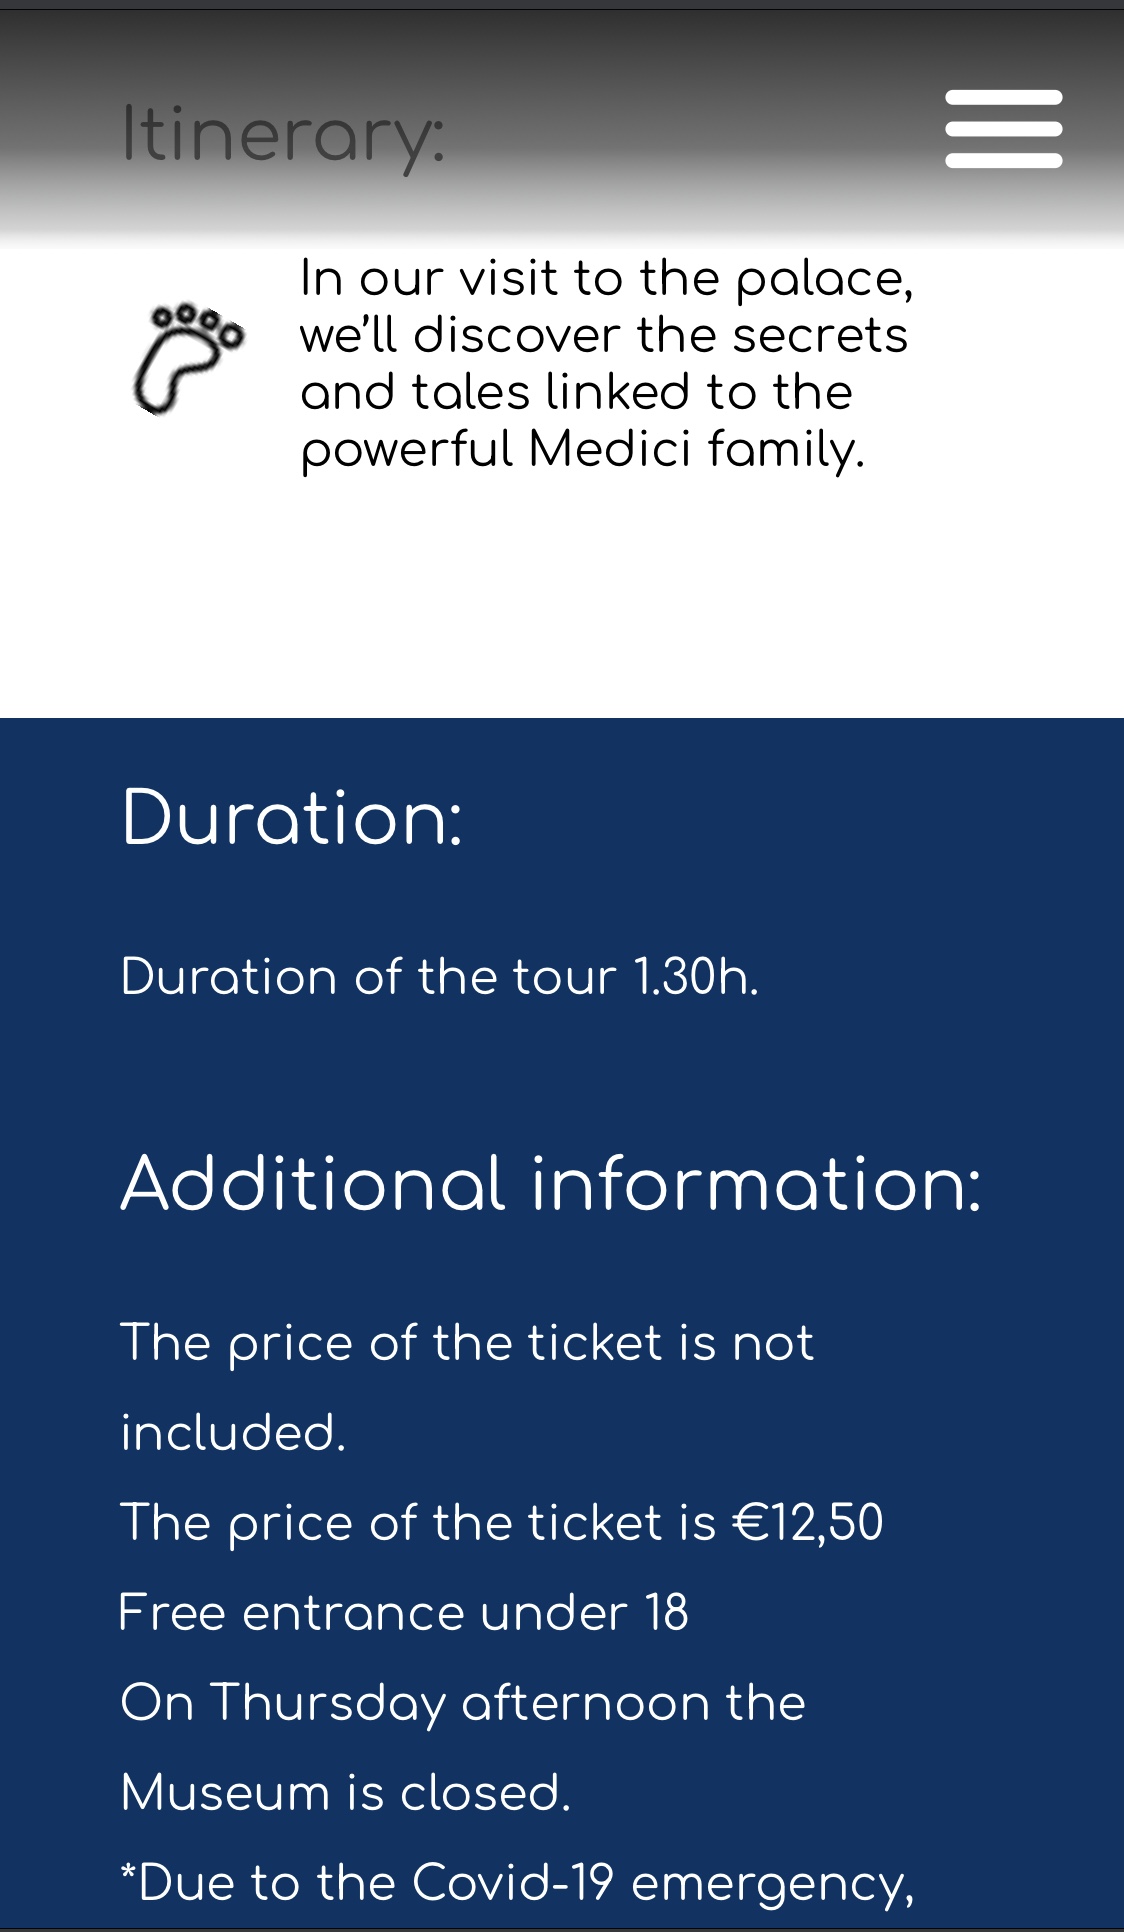 Itinerary:
In our visit to the palace,
we’ll discover the secrets
and tales linked to the
powerful Medici family.
Duration:
Duration of the tour 1.30h.
Additional information:
The price of the ticket is not
included.
The price of the ticket is €12,50
Free entrance under 18
On Thursday afternoon the
Museum is closed.
*Due to the Covid-19 emergency,